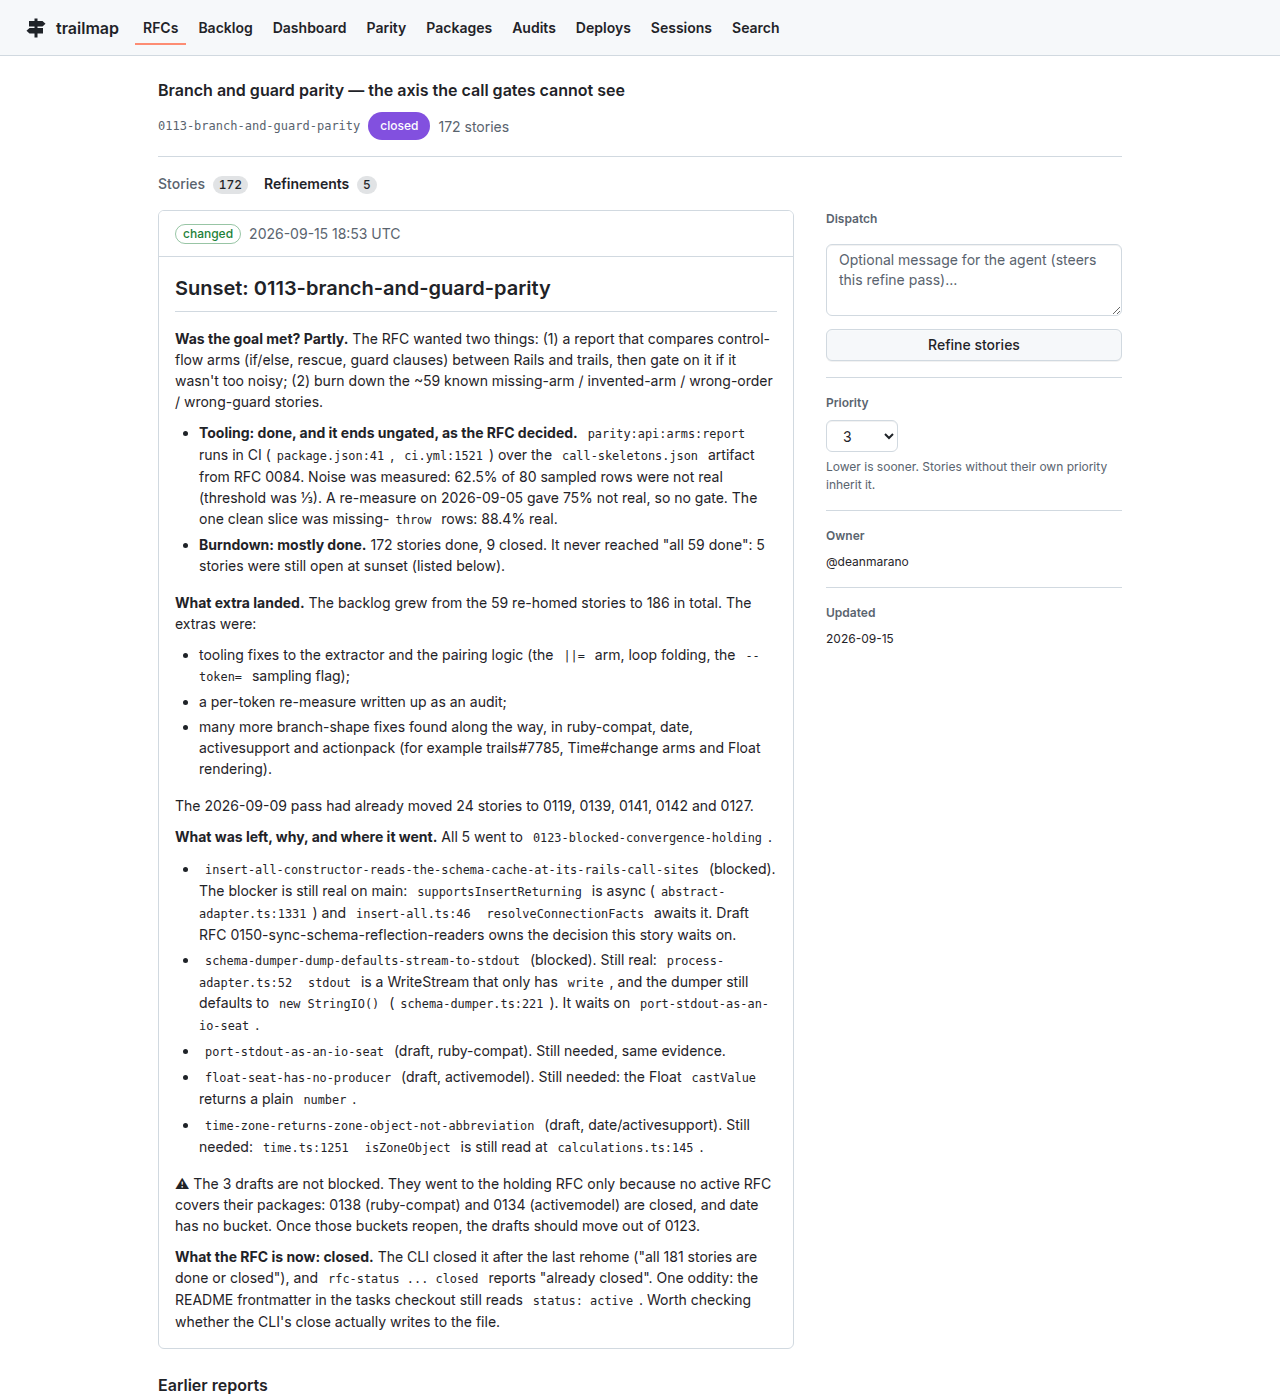 trailmap RFCs Backlog Dashboard Parity Packages Audits Deploys Sessions Search
Branch and guard parity — the axis the call gates cannot see
0113-branch-and-guard-parity closed 172 stories
Stories 172 Refinements 5
changed 2026-09-15 18:53 UTC
Sunset: 0113-branch-and-guard-parity
Was the goal met? Partly. The RFC wanted two things: (1) a report that compares control-
flow arms (if/else, rescue, guard clauses) between Rails and trails, then gate on it if it
wasn't too noisy; (2) burn down the ~59 known missing-arm / invented-arm / wrong-order
/ wrong-guard stories.
• Tooling: done, and it ends ungated, as the RFC decided. parity:api:arms:report
runs in CI ( package.json:41 , ci.yml:1521 ) over the call-skeletons.json artifact
from RFC 0084. Noise was measured: 62.5% of 80 sampled rows were not real
(threshold was ⅓). A re-measure on 2026-09-05 gave 75% not real, so no gate. The
one clean slice was missing- throw rows: 88.4% real.
• Burndown: mostly done. 172 stories done, 9 closed. It never reached "all 59 done": 5
stories were still open at sunset (listed below).
What extra landed. The backlog grew from the 59 re-homed stories to 186 in total. The
extras were:
• tooling fixes to the extractor and the pairing logic (the ||= arm, loop folding, the --
token= sampling flag);
• a per-token re-measure written up as an audit;
• many more branch-shape fixes found along the way, in ruby-compat, date,
activesupport and actionpack (for example trails#7785, Time#change arms and Float
rendering).
The 2026-09-09 pass had already moved 24 stories to 0119, 0139, 0141, 0142 and 0127.
What was left, why, and where it went. All 5 went to 0123-blocked-convergence-holding .
• insert-all-constructor-reads-the-schema-cache-at-its-rails-call-sites (blocked).
The blocker is still real on main: supportsInsertReturning is async ( abstract-
adapter.ts:1331 ) and insert-all.ts:46 resolveConnectionFacts awaits it. Draft
RFC 0150-sync-schema-reflection-readers owns the decision this story waits on.
• schema-dumper-dump-defaults-stream-to-stdout (blocked). Still real: process-
adapter.ts:52 stdout is a WriteStream that only has write , and the dumper still
defaults to new StringIO() ( schema-dumper.ts:221 ). It waits on port-stdout-as-an-
io-seat .
• port-stdout-as-an-io-seat (draft, ruby-compat). Still needed, same evidence.
• float-seat-has-no-producer (draft, activemodel). Still needed: the Float castValue
returns a plain number .
• time-zone-returns-zone-object-not-abbreviation (draft, date/activesupport). Still
needed: time.ts:1251 isZoneObject is still read at calculations.ts:145 .
⚠ The 3 drafts are not blocked. They went to the holding RFC only because no active RFC
covers their packages: 0138 (ruby-compat) and 0134 (activemodel) are closed, and date
has no bucket. Once those buckets reopen, the drafts should move out of 0123.
What the RFC is now: closed. The CLI closed it after the last rehome ("all 181 stories are
done or closed"), and rfc-status ... closed reports "already closed". One oddity: the
README frontmatter in the tasks checkout still reads status: active . Worth checking
whether the CLI's close actually writes to the file.
Earlier reports
Dispatch
Optional message for the agent (steers
this refine pass)...
Refine stories
Priority
3
Lower is sooner. Stories without their own priority
inherit it.
Owner
@deanmarano
Updated
2026-09-15